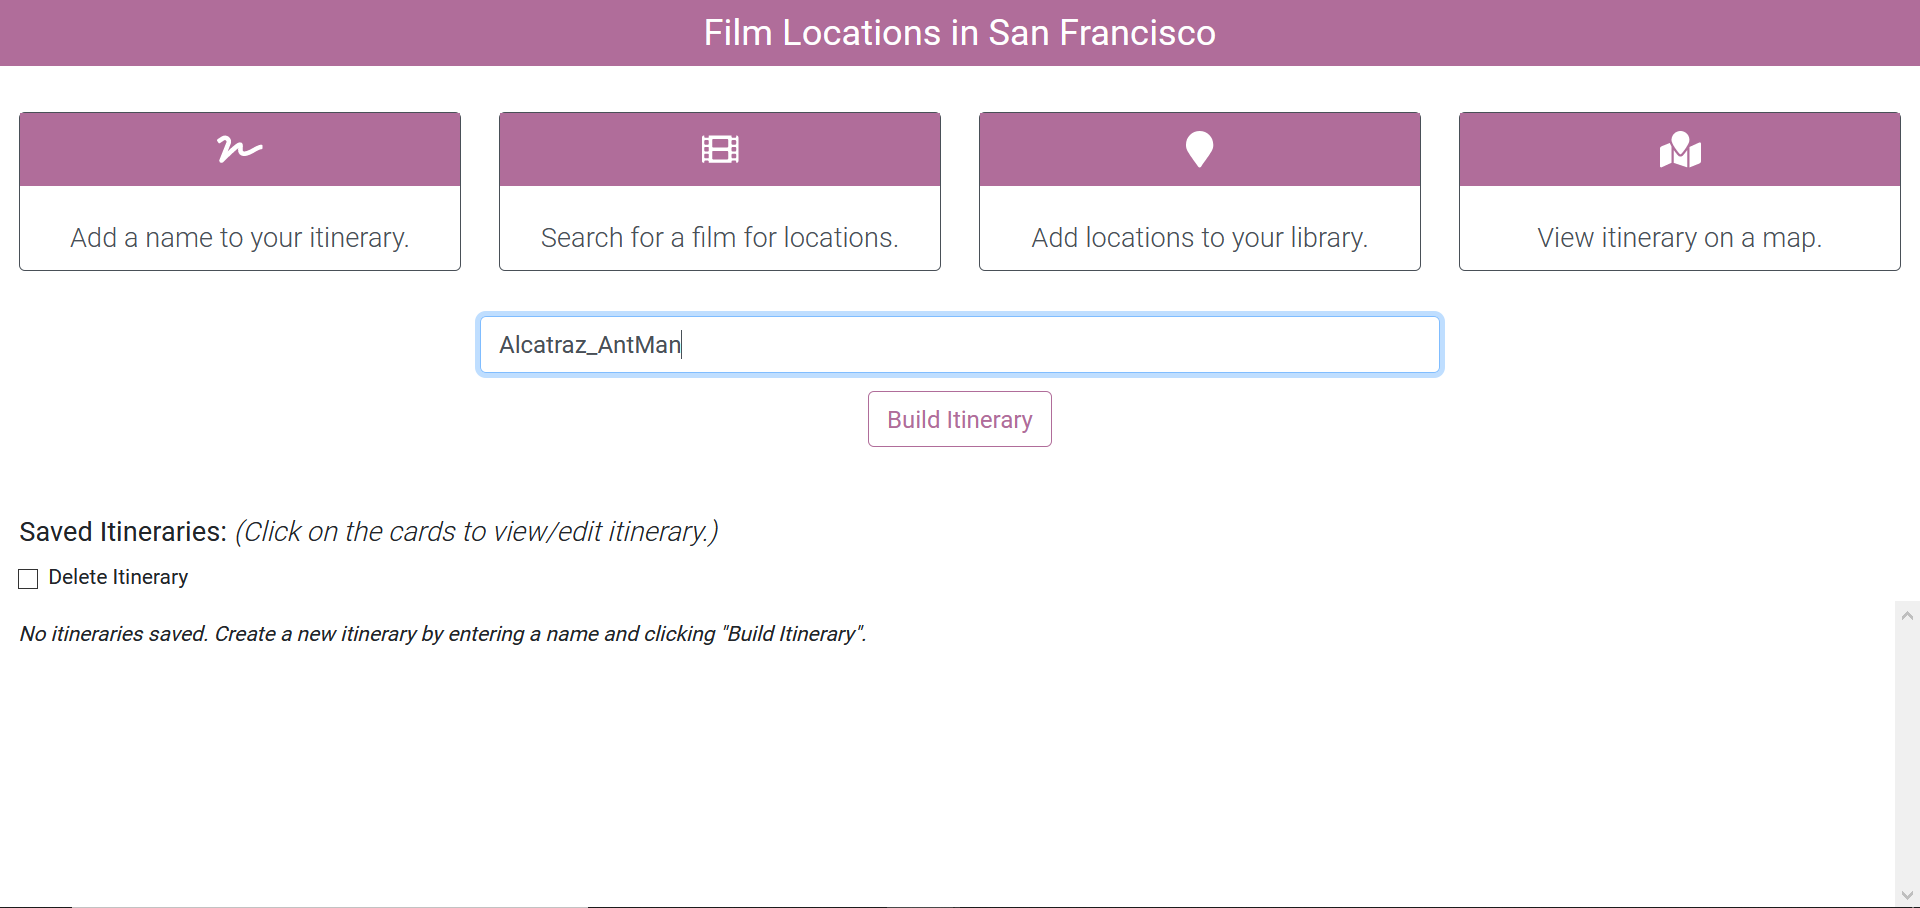 Film Locations in San Francisco
Add a name to your itinerary.
Search for a film for locations.
Add locations to your library.
View itinerary on a map.
Alcatraz_AntMan
Build Itinerary
Saved Itineraries: (Click on the cards to view/edit itinerary.)
Delete Itinerary
No itineraries saved. Create a new itinerary by entering a name and clicking "Build Itinerary".